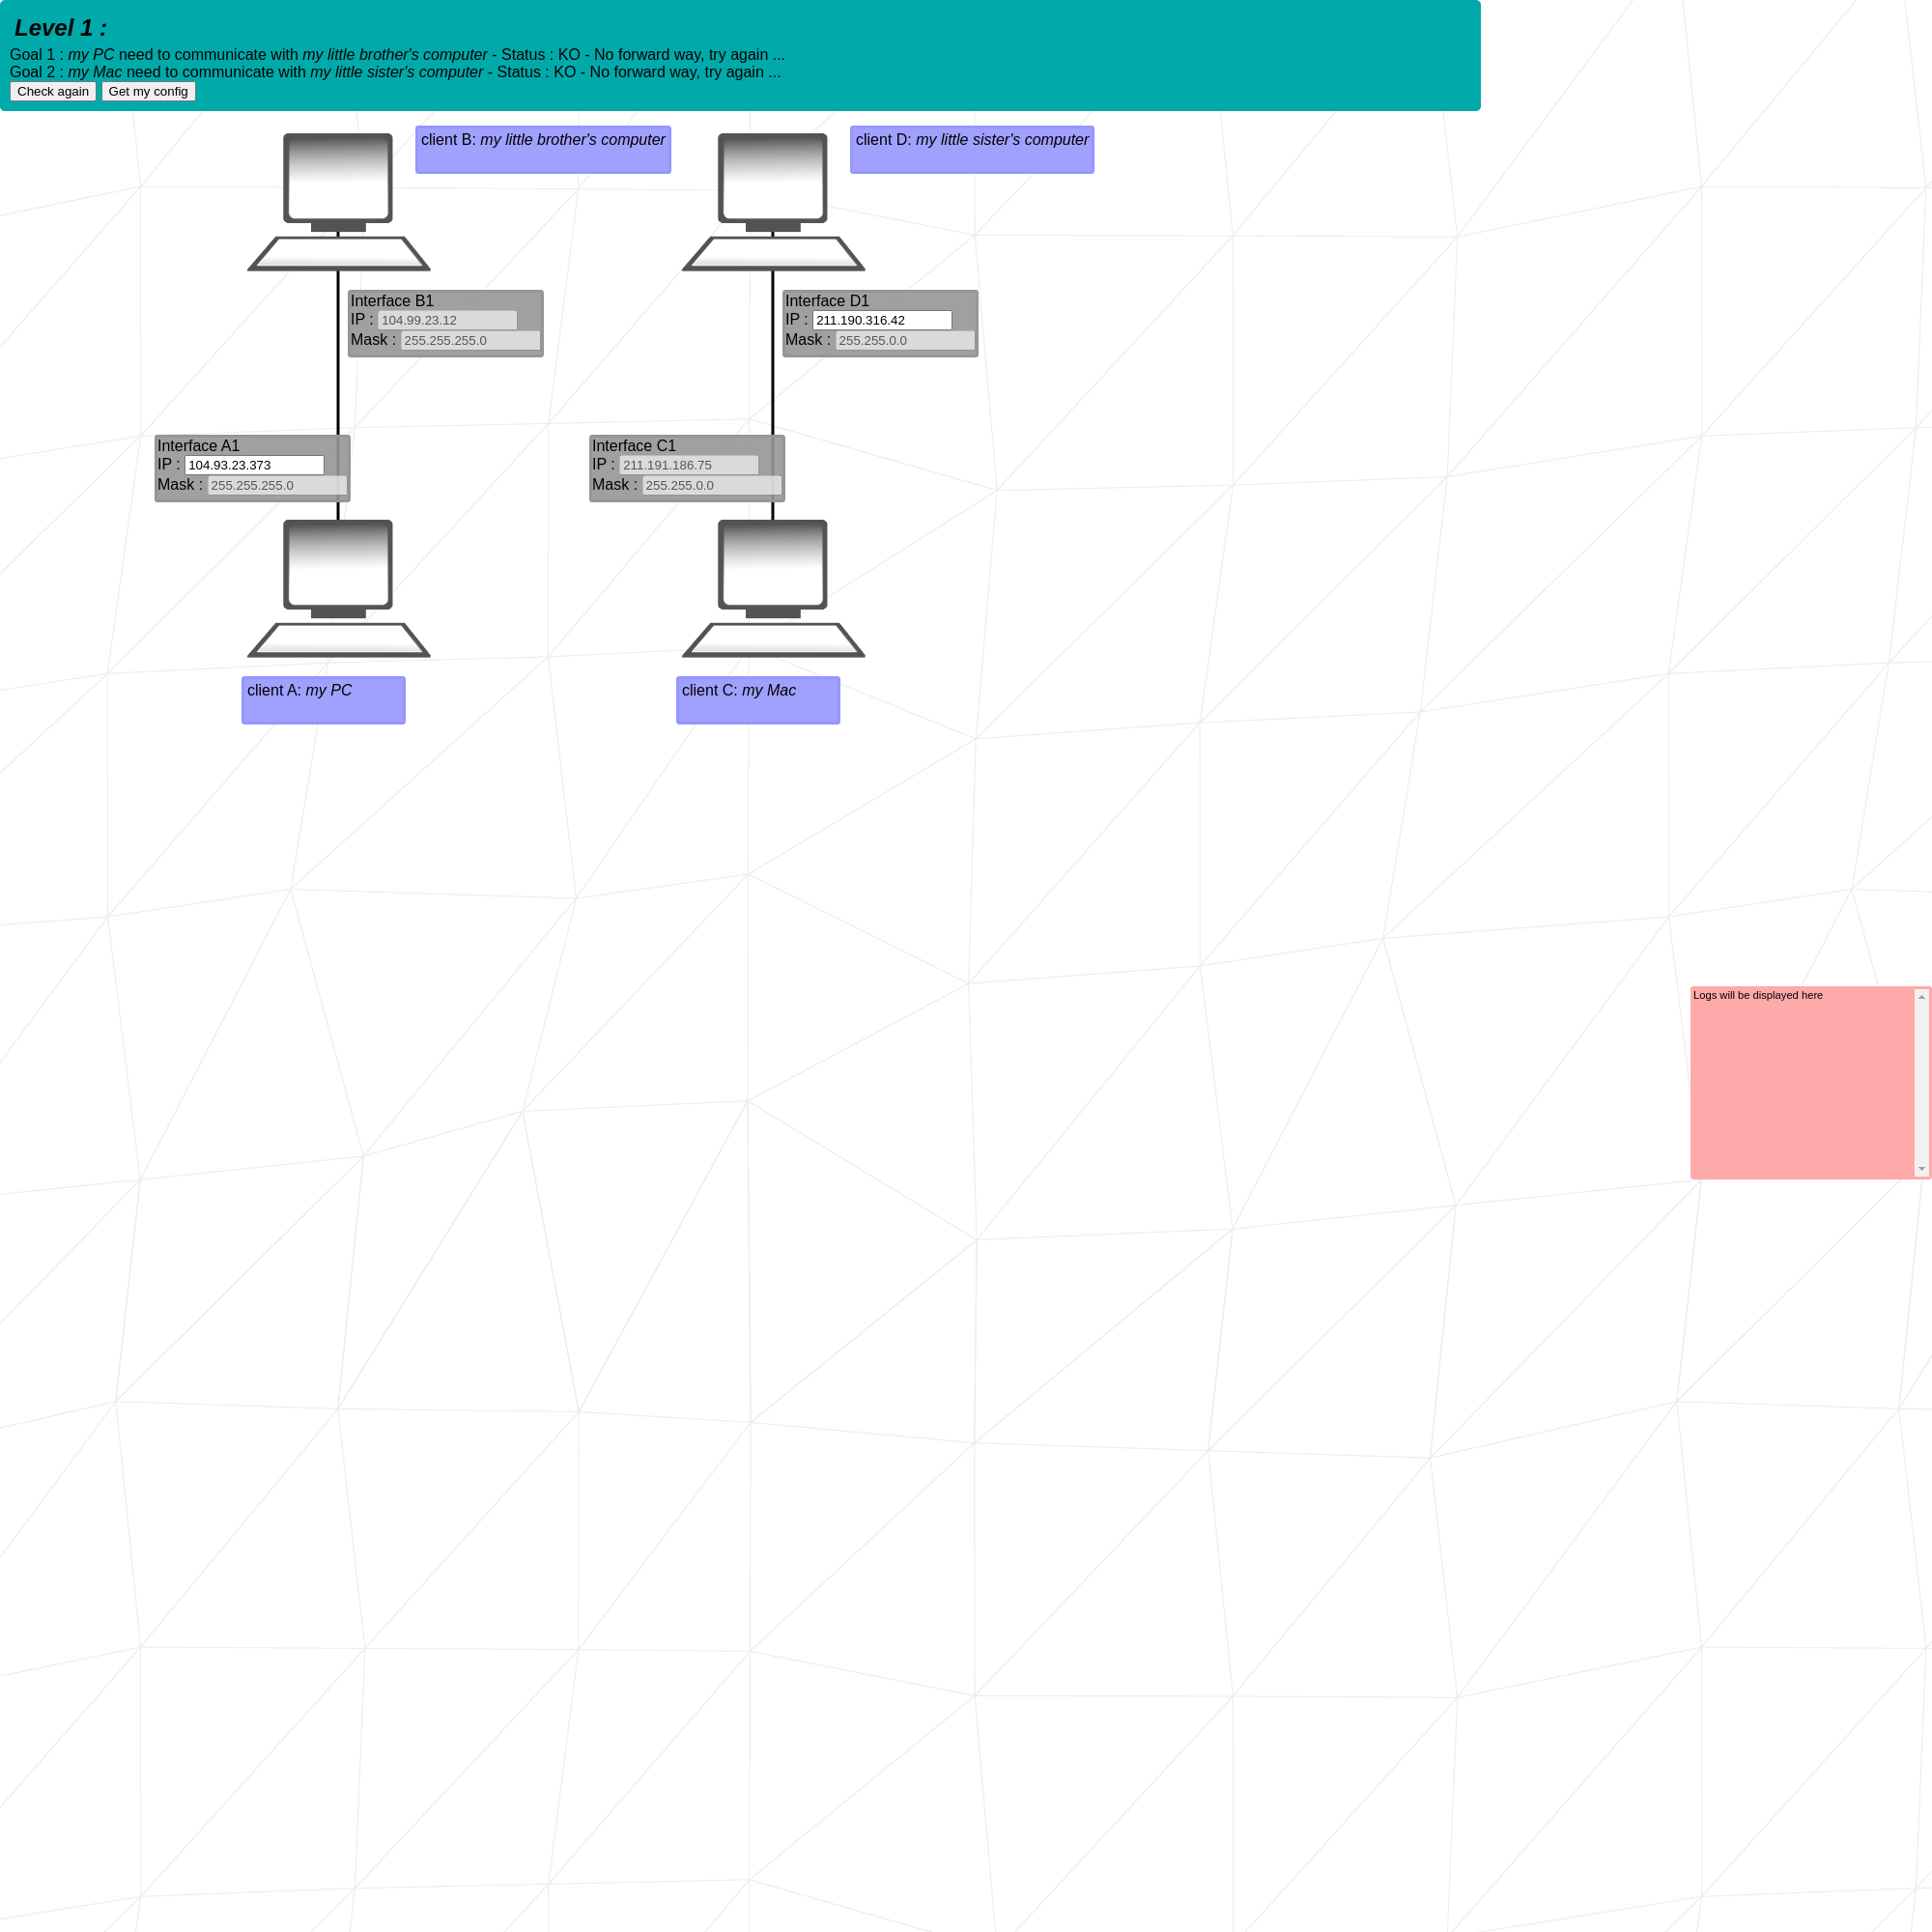 Level 1 :
Goal 1 : my PC need to communicate with my little brother's computer - Status : KO - No forward way, try again ...
Goal 2 : my Mac need to communicate with my little sister's computer - Status : KO - No forward way, try again ...
Check again Get my config
client B: my little brother's computer
client D: my little sister's computer
Interface B1
IP : 104.99.23.12
Mask : 255.255.255.0
Interface D1
IP : 211.190.316.42
Mask : 255.255.0.0
Interface A1
IP : 104.93.23.373
Mask : 255.255.255.0
Interface C1
IP : 211.191.186.75
Mask : 255.255.0.0
client A: my PC
client C: my Mac
Logs will be displayed here